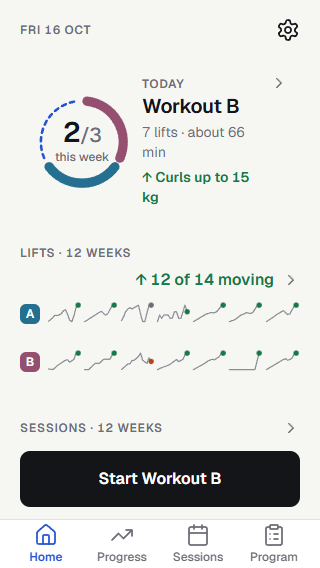 FRI 16 OCT
TODAY
Workout B
7 lifts · about 66
min
↑ Curls up to 15
kg
2/3
this week
LIFTS · 12 WEEKS
↑ 12 of 14 moving
A
B
SESSIONS · 12 WEEKS
Start Workout B
Home Progress Sessions Program